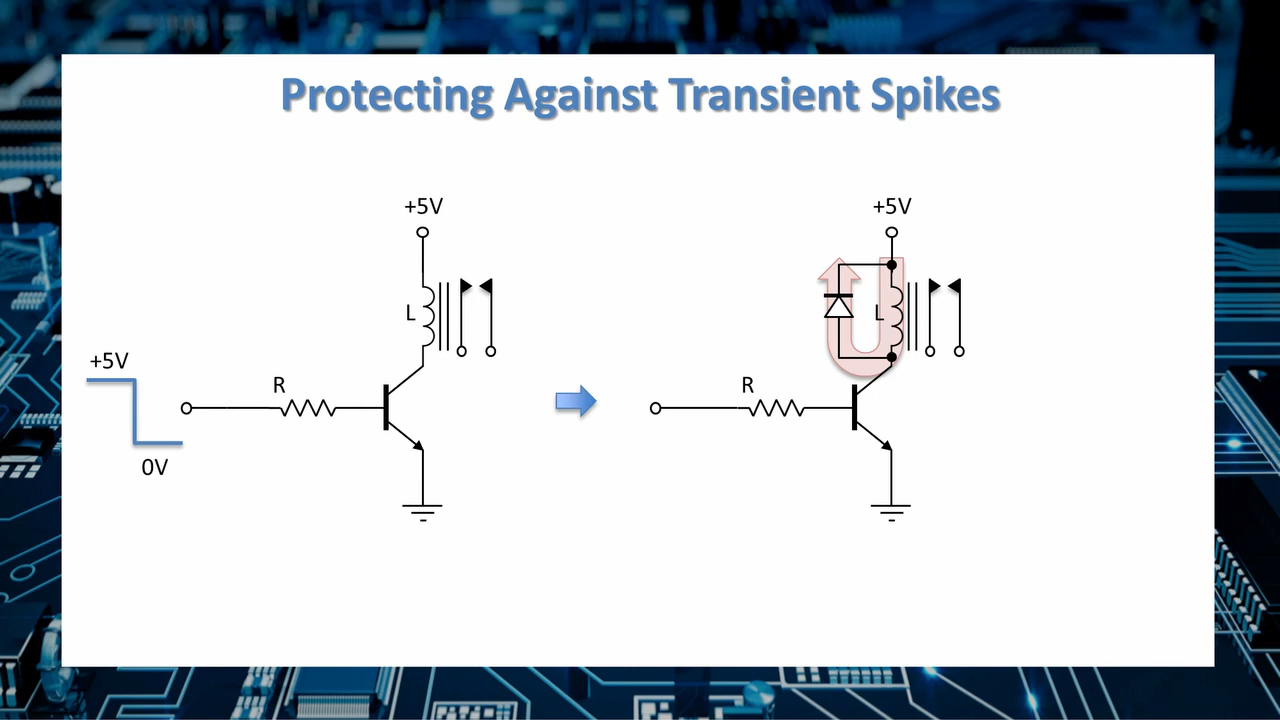 Protecting Against Transient Spikes
+5V
+5V
L
L
+5V
R
R
0V